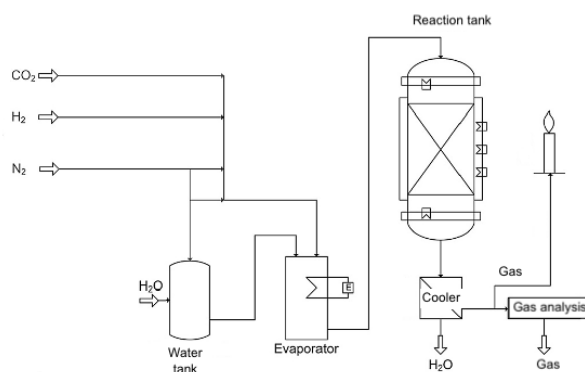 Reaction tank
CO₂
H₂
N₂
H₂O
Water
tank
E
Evaporator
Cooler
H₂O
Gas
Gas analysis
Gas